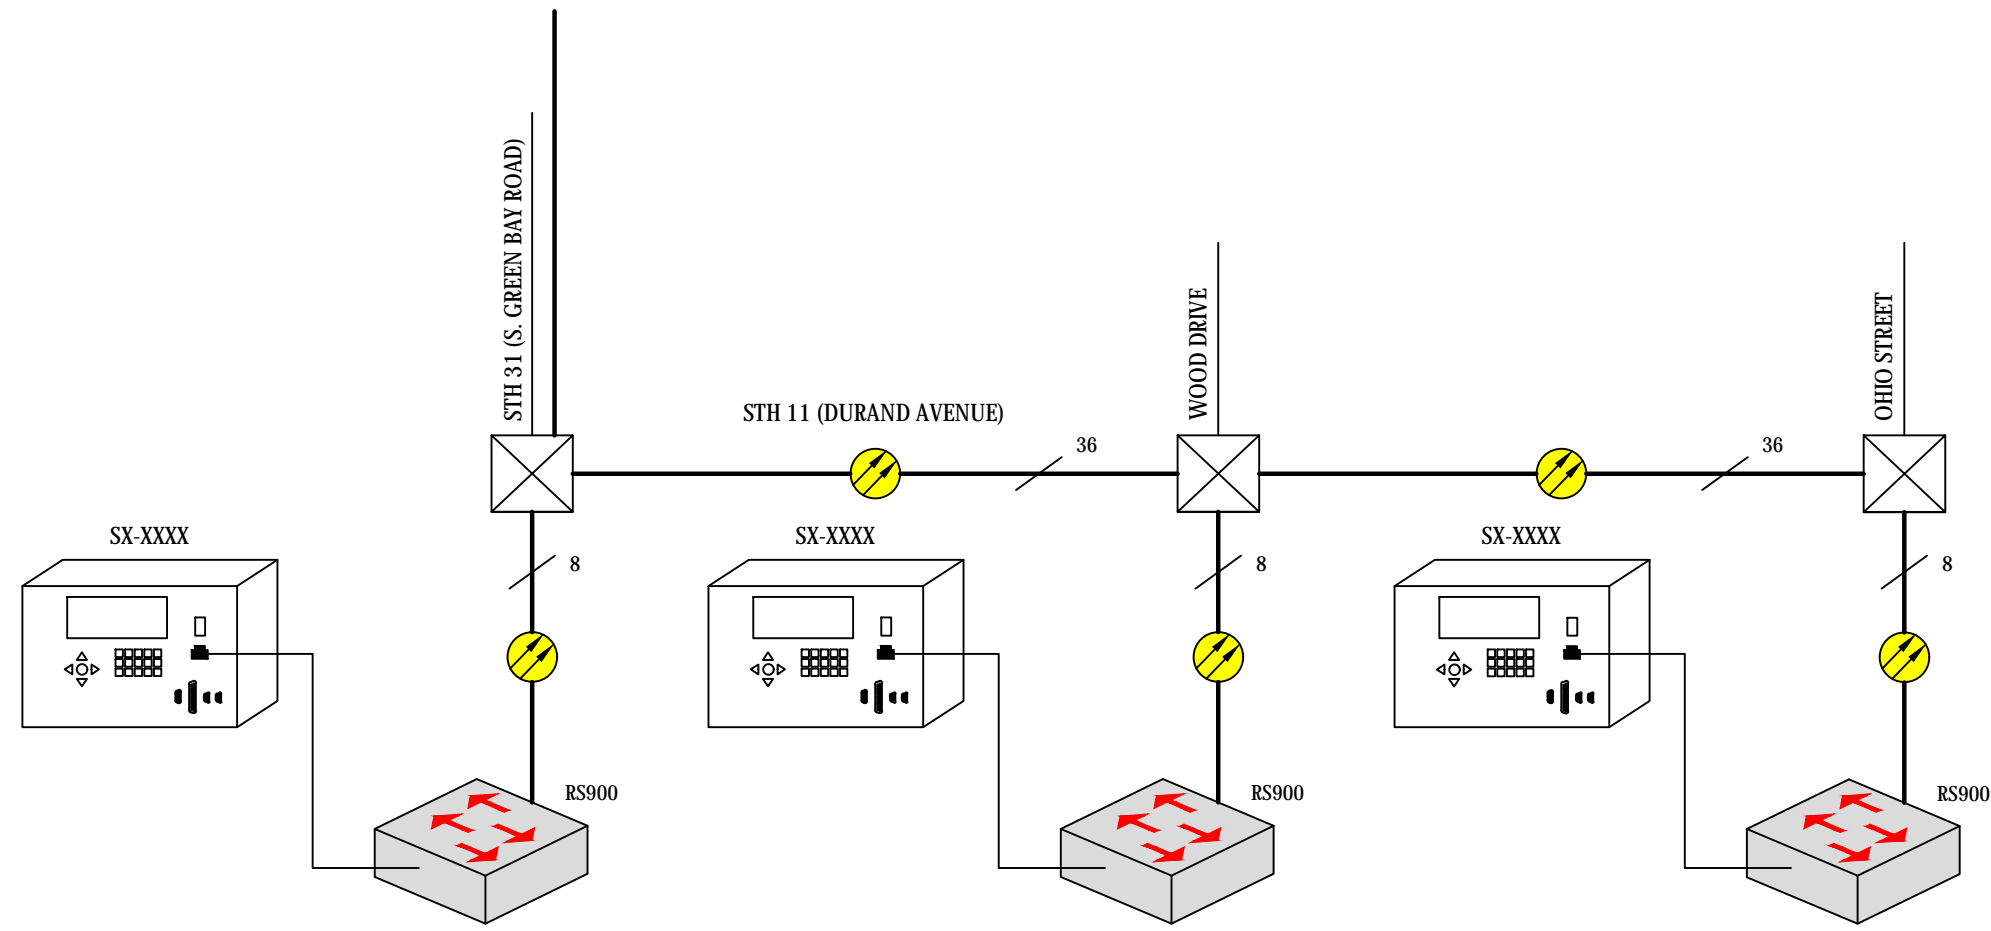 STH 31 (S. GREEN BAY ROAD)
WOOD DRIVE
OHIO STREET
STH 11 (DURAND AVENUE)
36
36
SX-XXXX
8
SX-XXXX
8
SX-XXXX
8
RS900
RS900
RS900